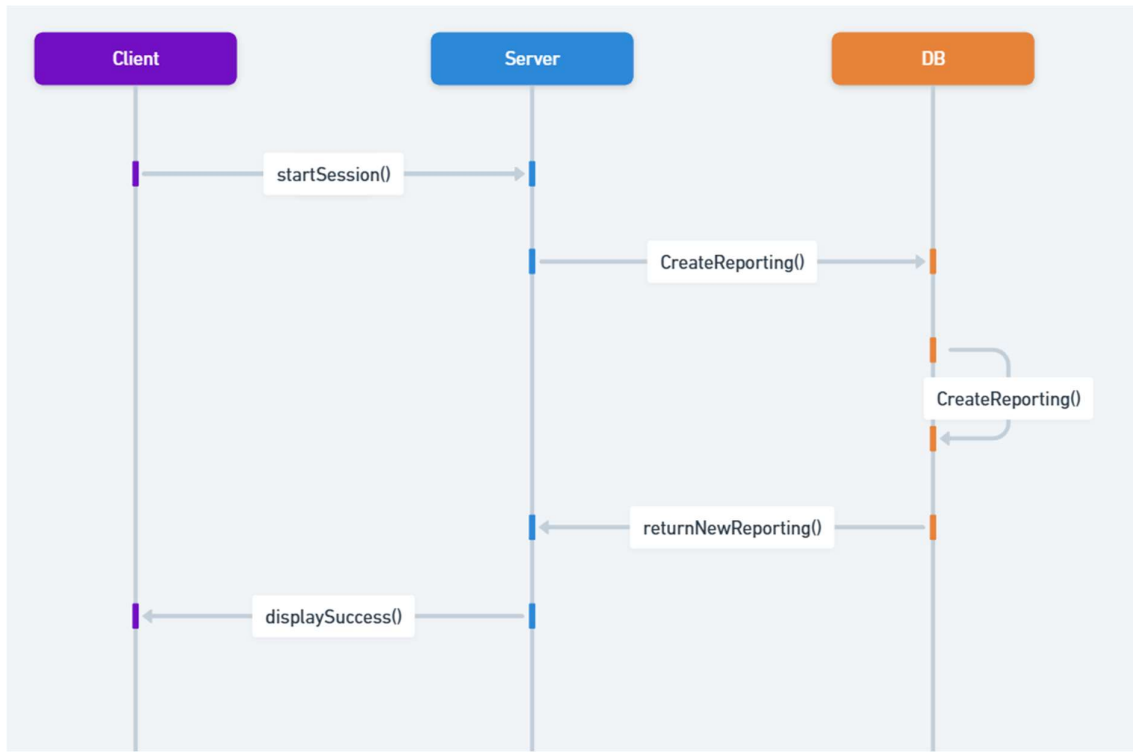 Client
Server
DB
startSession()
CreateReporting()
CreateReporting()
returnNewReporting()
displaySuccess()